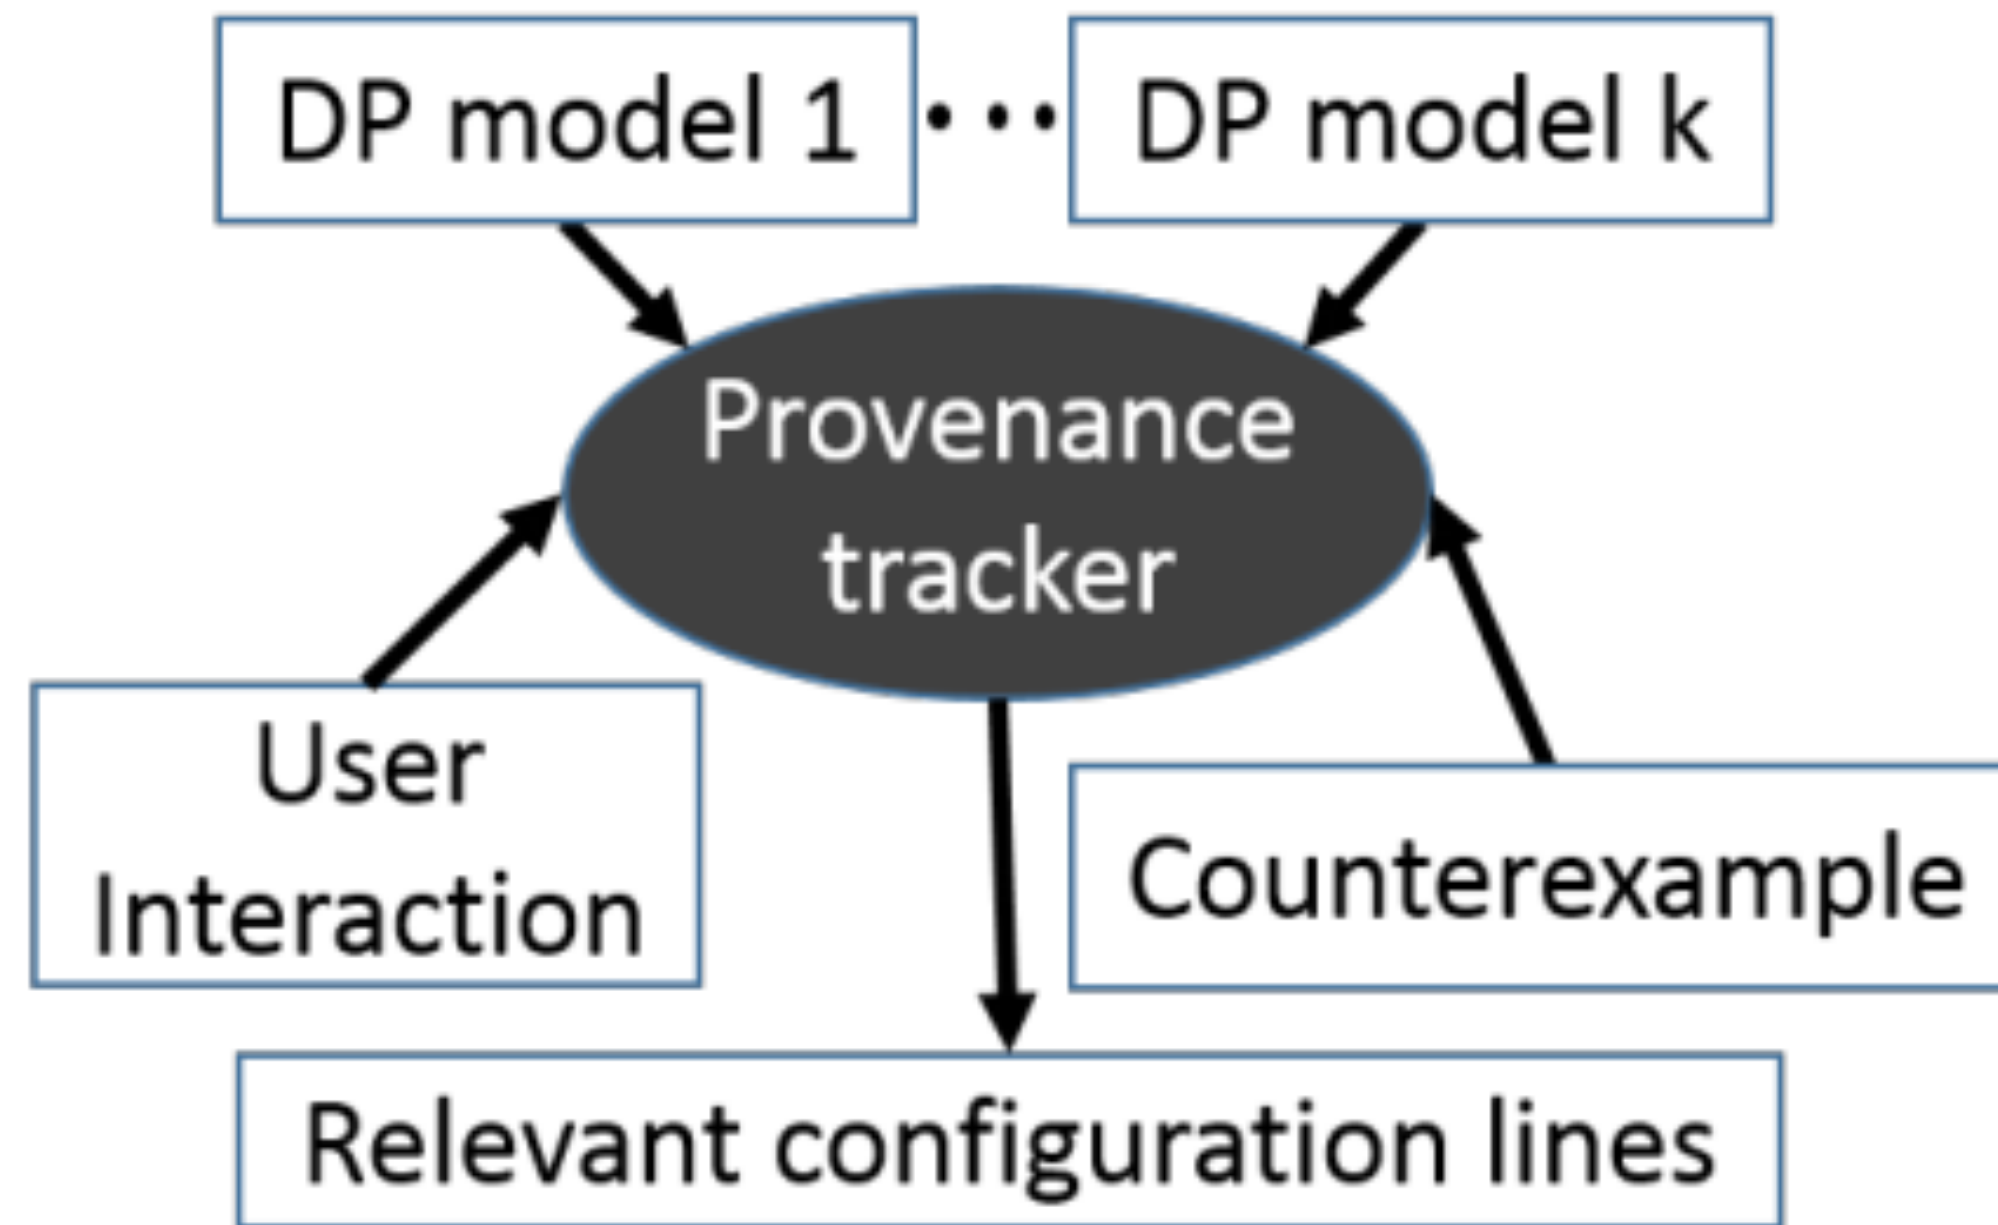 DP model 1 ··· DP model k
Provenance
tracker
User
Interaction
Counterexample
Relevant configuration lines